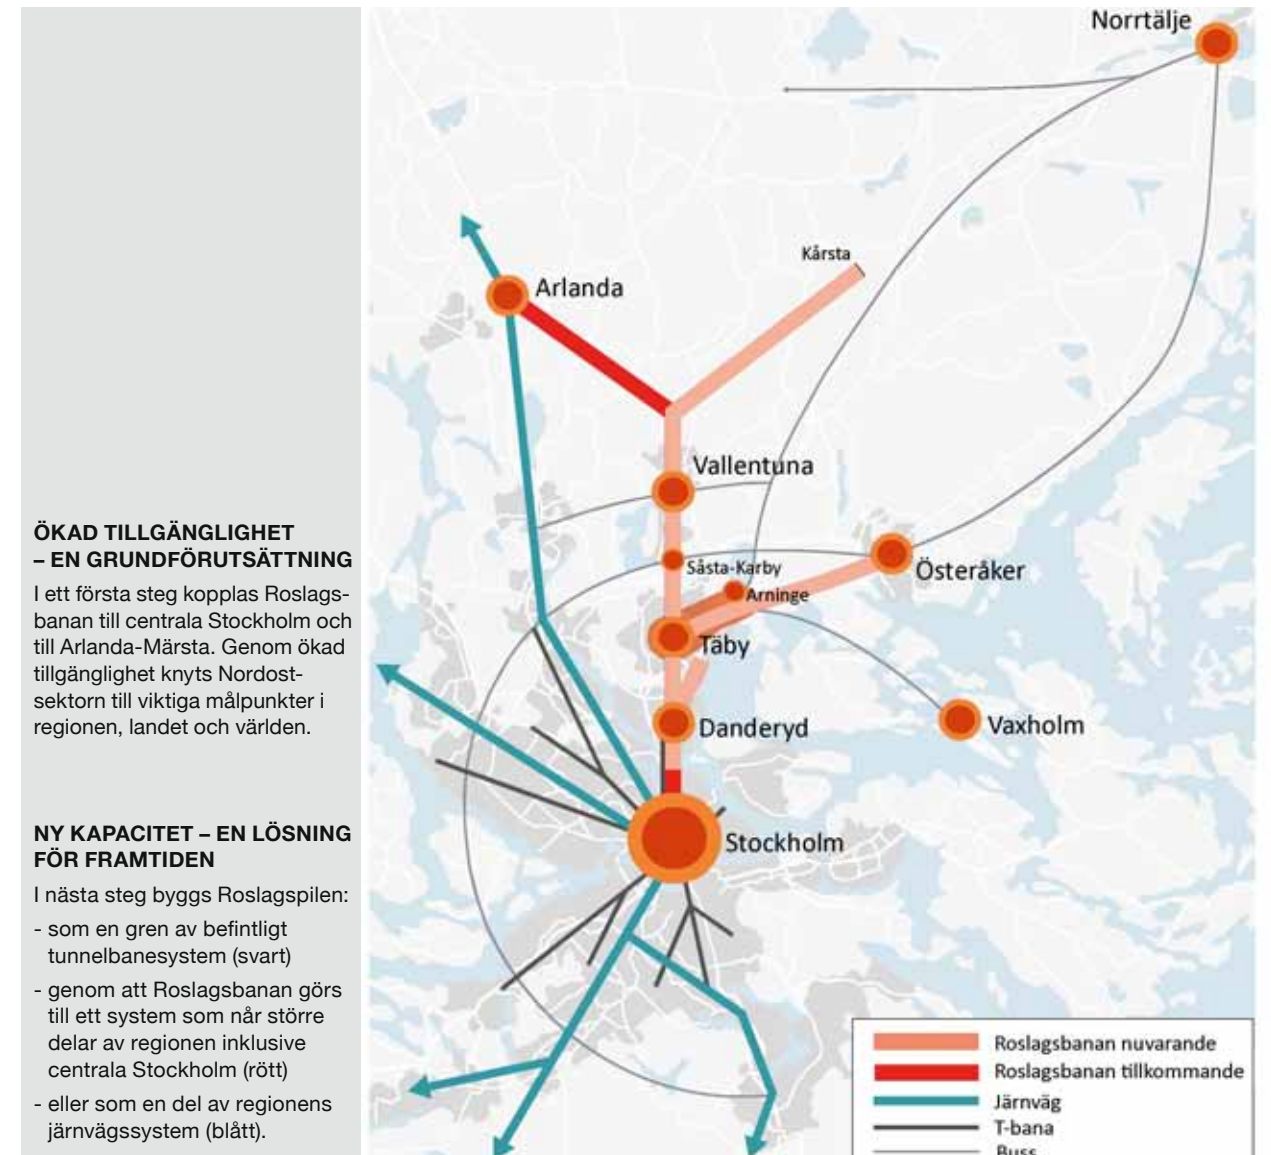 ÖKAD TILLGÄNGLIGHET
– EN GRUNDFÖRUTSÄTTNING
I ett första steg kopplas Roslags-
banan till centrala Stockholm och
till Arlanda-Märsta. Genom ökad
tillgänglighet knyts Nordost-
sektorn till viktiga målpunkter i
regionen, landet och världen.
NY KAPACITET – EN LÖSNING
FÖR FRAMTIDEN
I nästa steg byggs Roslagspilen:
- som en gren av befintligt
tunnelbanesystem (svart)
- genom att Roslagsbanan görs
till ett system som når större
delar av regionen inklusive
centrala Stockholm (rött)
- eller som en del av regionens
järnvägssystem (blått).
Norrtälje
Kårsta
Arlanda
Vallentuna
Såsta-Karby
Österåker
Arninge
Täby
Danderyd
Vaxholm
Stockholm
Roslagsbanan nuvarande
Roslagsbanan tillkommande
Järnväg
T-bana
Buss